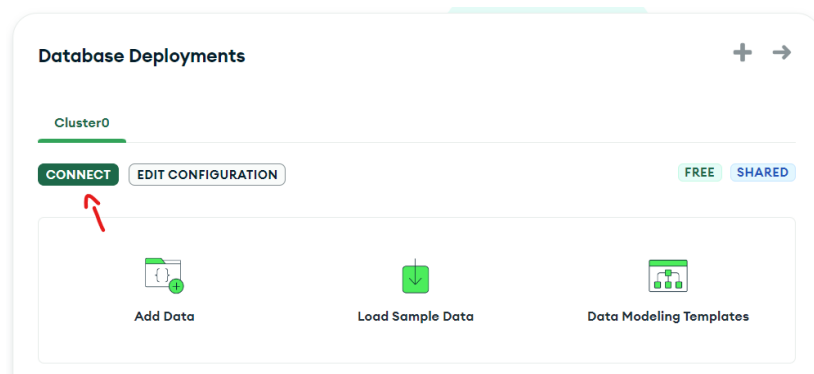 Database Deployments
Cluster0
CONNECT EDIT CONFIGURATION FREE SHARED
Add Data Load Sample Data Data Modeling Templates